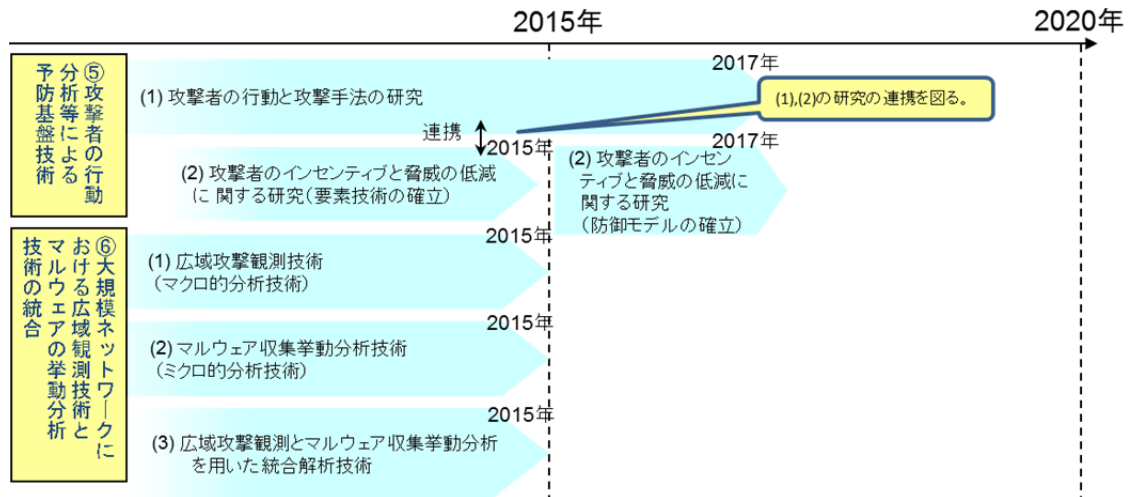 2015年
2020年
⑤攻撃者の行動
分析等による
予防基盤技術
2017年
(1) 攻撃者の行動と攻撃手法の研究
(1),(2)の研究の連携を図る。
連携
2015年
2017年
(2) 攻撃者のインセンティブと脅威の低減
に 関する研究(要素技術の確立)
(2) 攻撃者のインセン
ティブと脅威の低減に
関する研究
(防御モデルの確立)
⑥大規模ネットワークに
おける広域観測技術と
マルウェアの挙動分析
技術の統合
2015年
(1) 広域攻撃観測技術
(マクロ的分析技術)
2015年
(2) マルウェア収集挙動分析技術
(ミクロ的分析技術)
2015年
(3) 広域攻撃観測とマルウェア収集挙動分析
を用いた統合解析技術